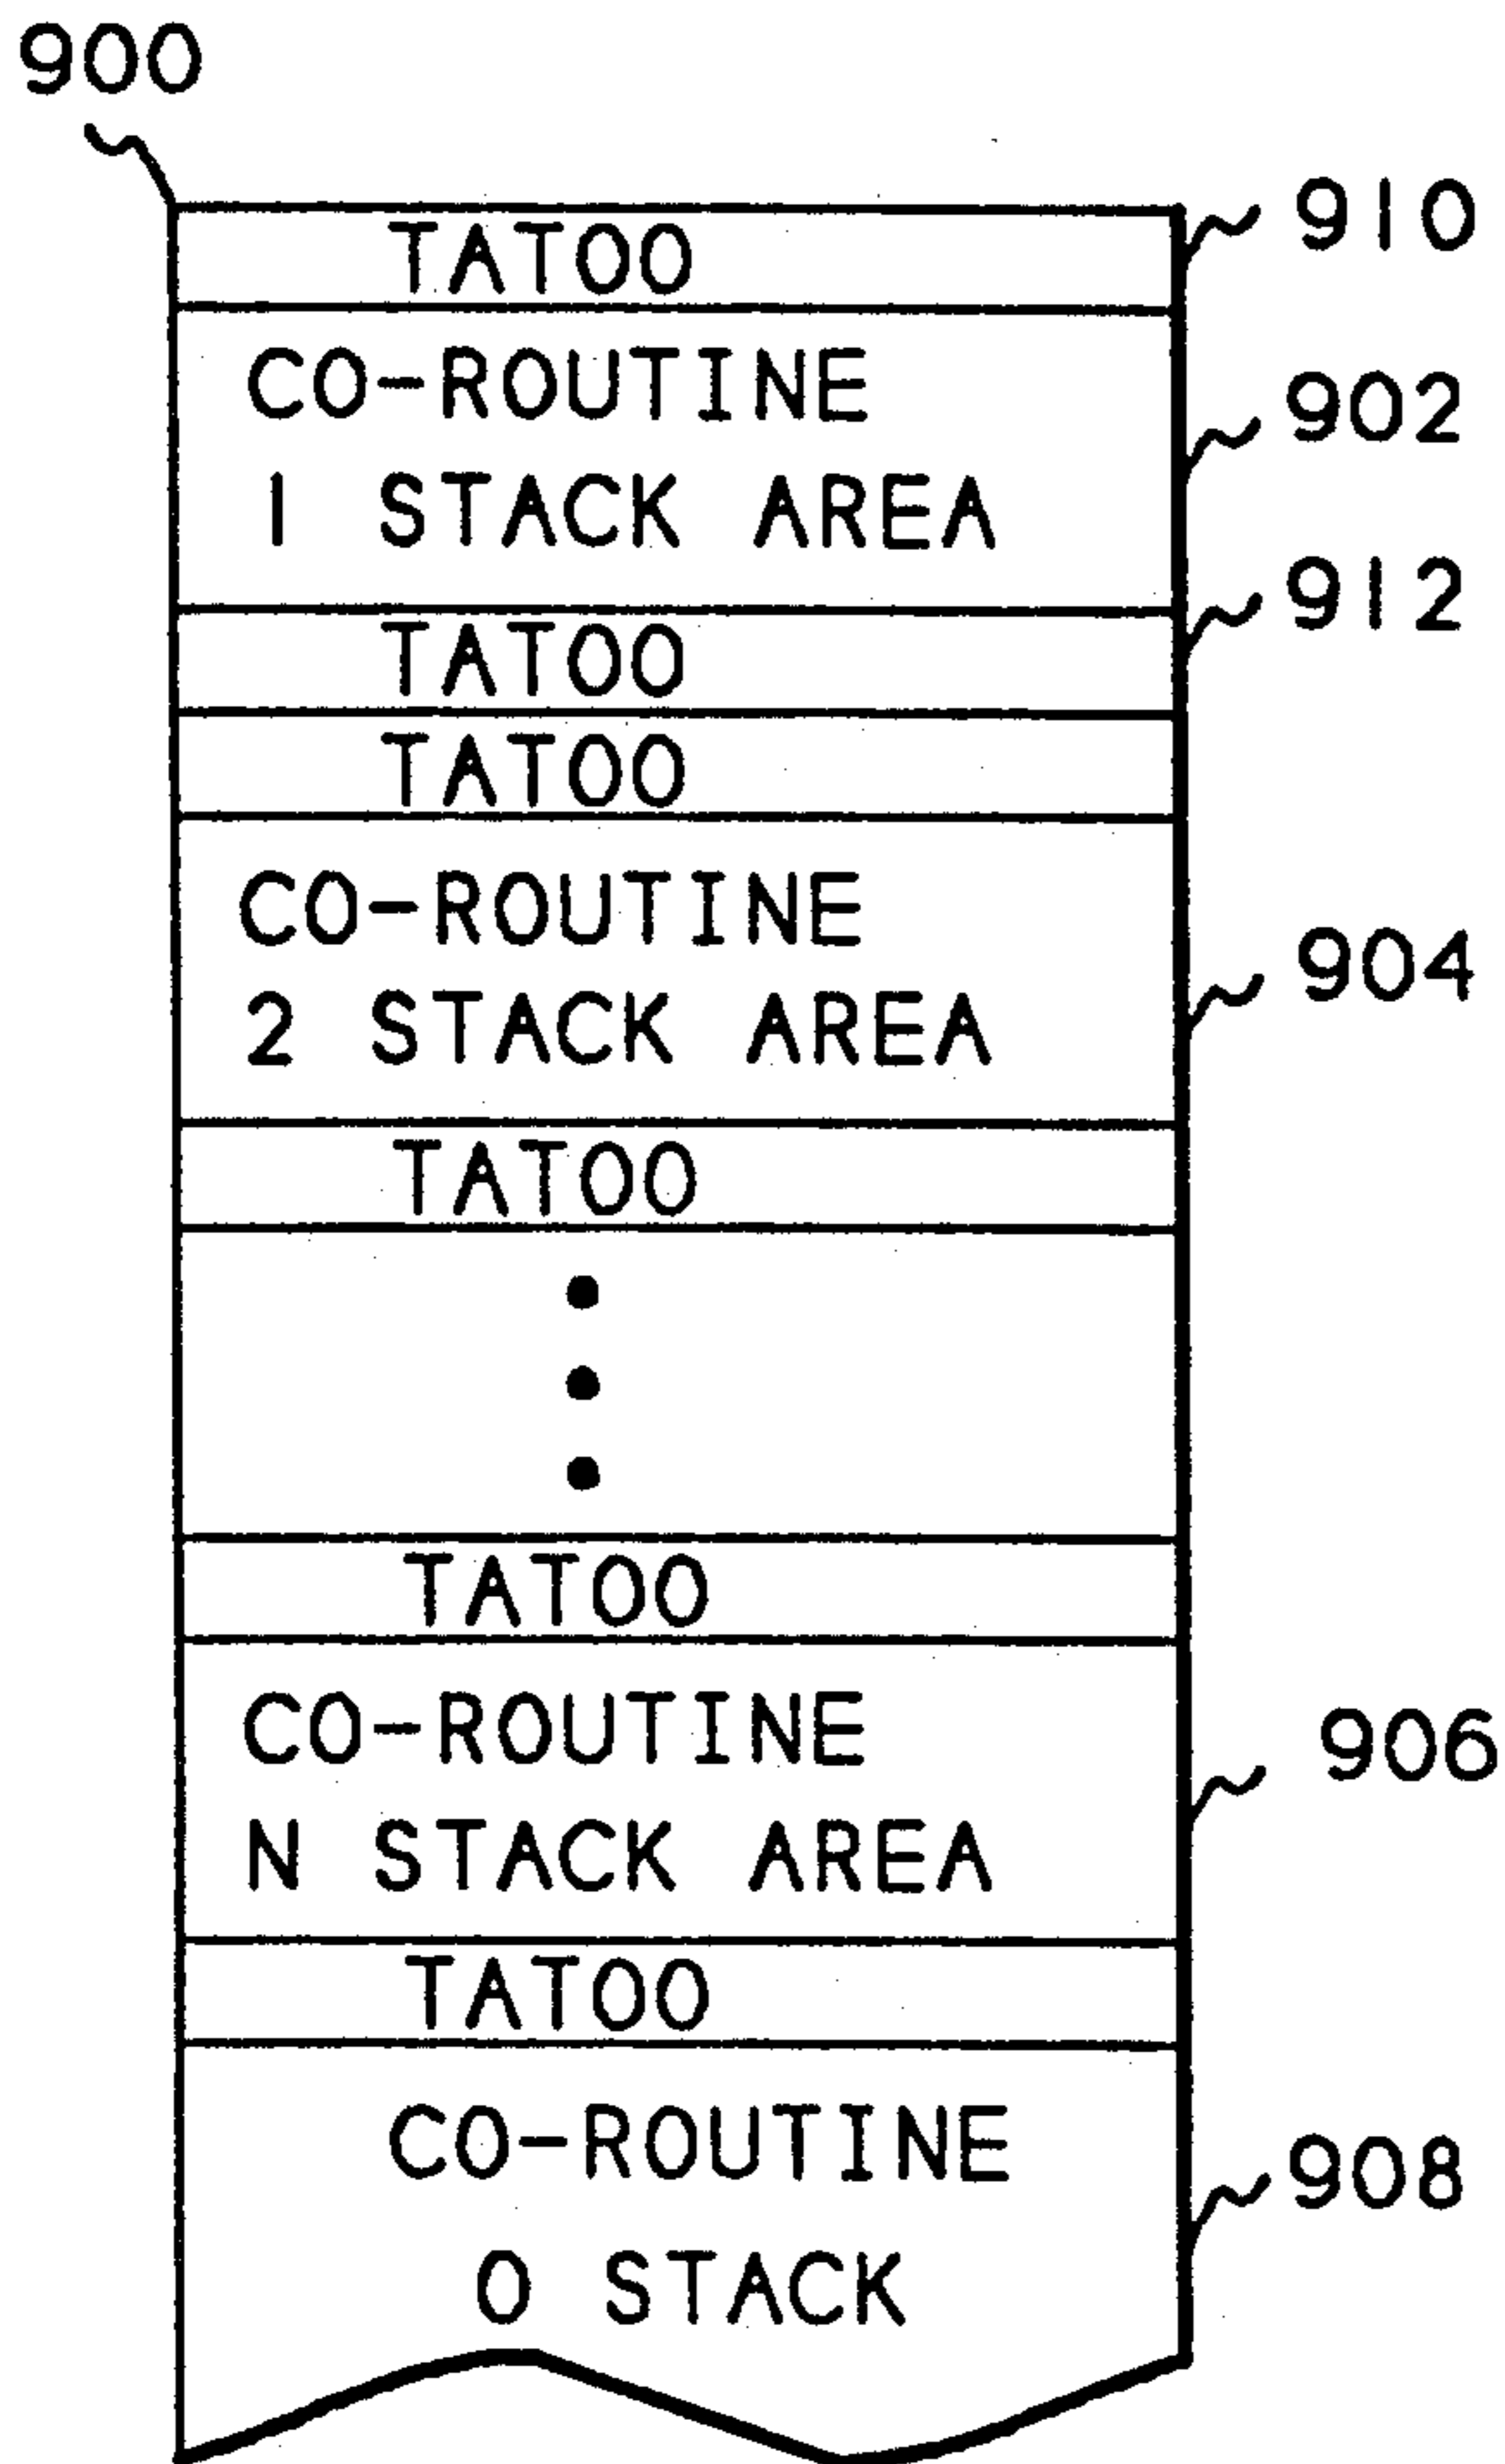 900
TATOO 910
CO-ROUTINE 902
1 STACK AREA
TATOO 912
TATOO
CO-ROUTINE 904
2 STACK AREA
TATOO
TATOO
CO-ROUTINE 906
N STACK AREA
TATOO
CO-ROUTINE 908
0 STACK